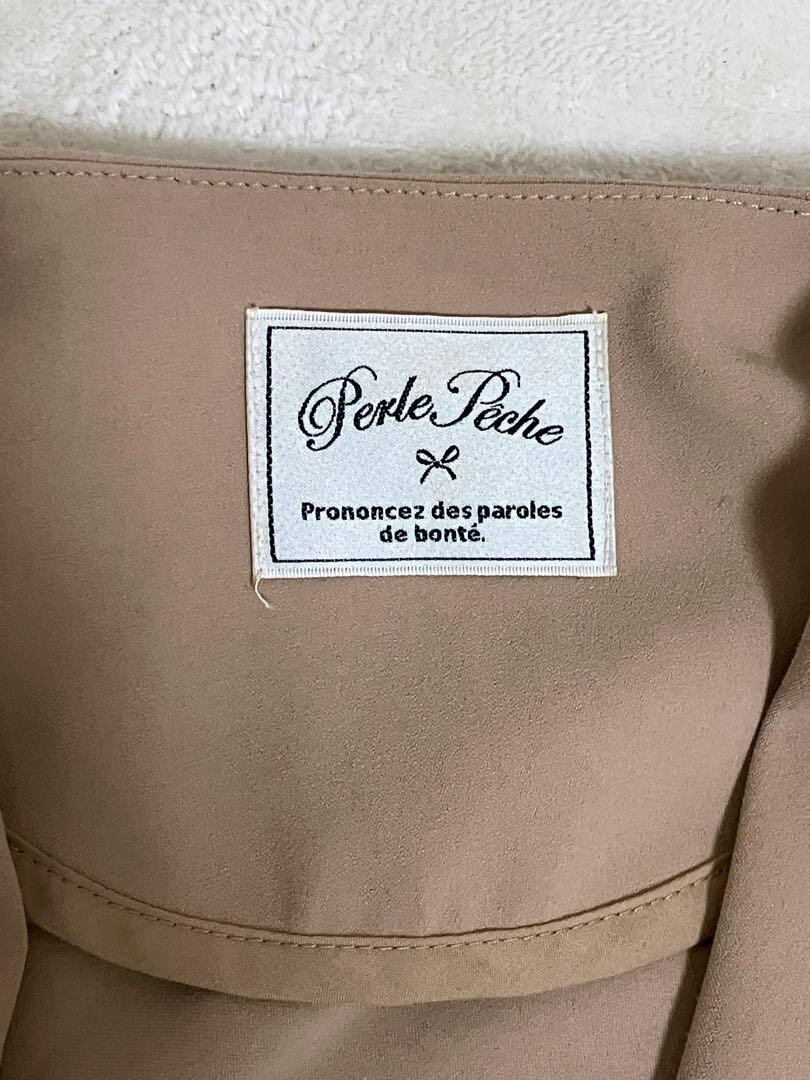 Perle Pêche
Prononcez des paroles
de bonté.